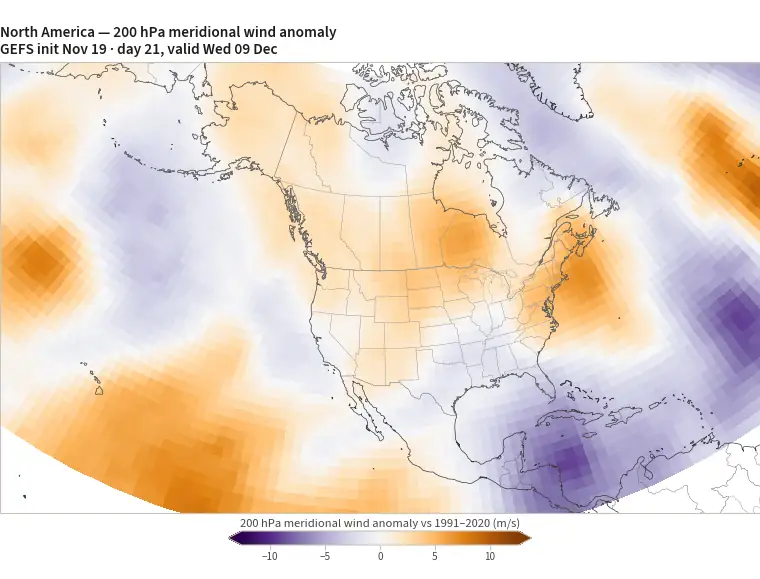 North America — 200 hPa meridional wind anomaly
GEFS init Nov 19 · day 21, valid Wed 09 Dec
200 hPa meridional wind anomaly vs 1991–2020 (m/s)
−10 −5 0 5 10